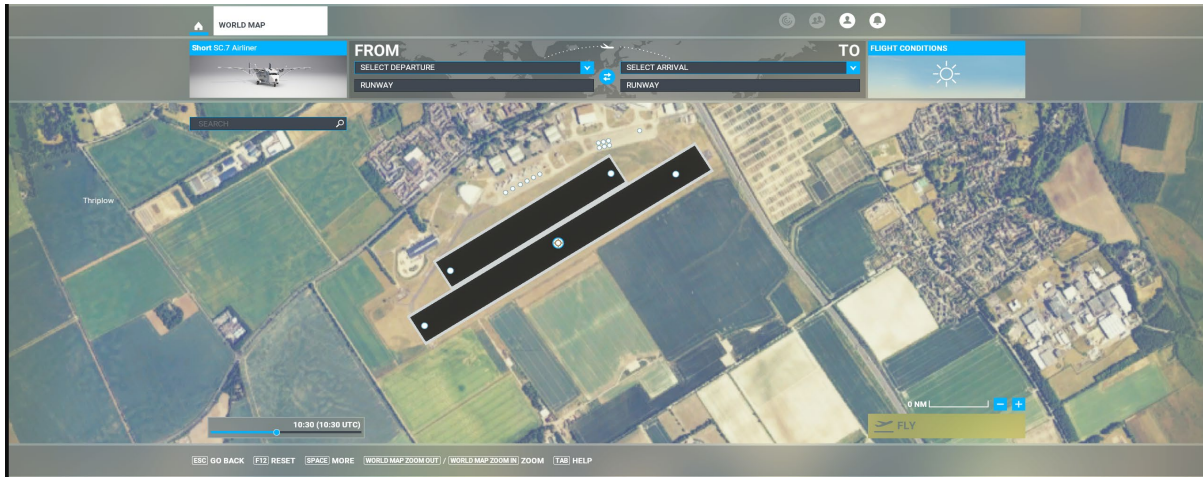 WORLD MAP
Short SC.7 Airliner
FROM
TO
FLIGHT CONDITIONS
SELECT DEPARTURE
SELECT ARRIVAL
RUNWAY
RUNWAY
SEARCH
Thriplow
0 NM
10:30 (10:30 UTC)
FLY
ESC GO BACK F12 RESET SPACE MORE WORLD MAP ZOOM OUT / WORLD MAP ZOOM IN ZOOM TAB HELP